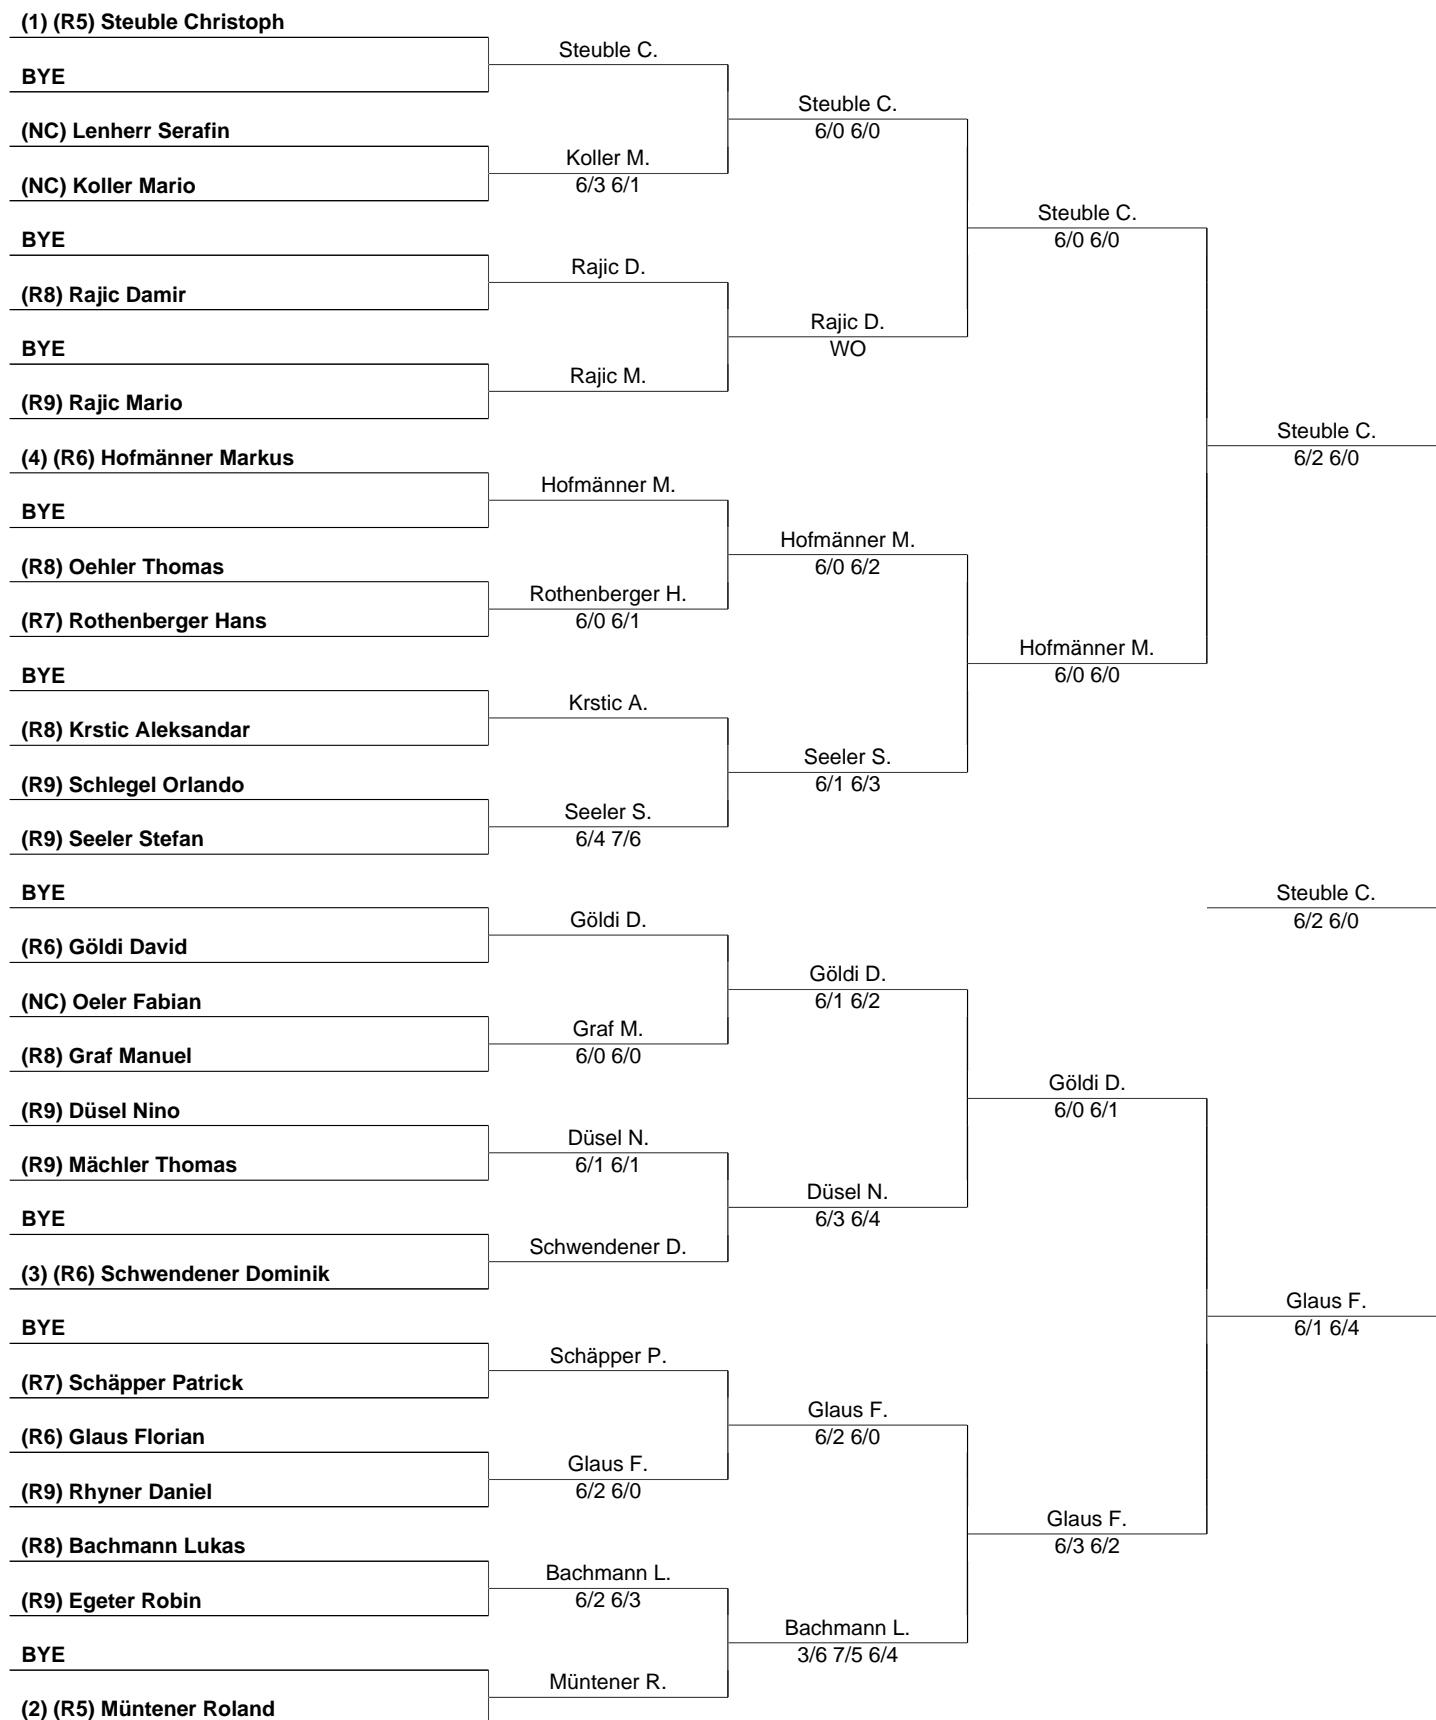 (1) (R5) Steuble Christoph
BYE
(NC) Lenherr Serafin
(NC) Koller Mario
BYE
(R8) Rajic Damir
BYE
(R9) Rajic Mario
(4) (R6) Hofmänner Markus
BYE
(R8) Oehler Thomas
(R7) Rothenberger Hans
BYE
(R8) Krstic Aleksandar
(R9) Schlegel Orlando
(R9) Seeler Stefan
BYE
(R6) Göldi David
(NC) Oeler Fabian
(R8) Graf Manuel
(R9) Düsel Nino
(R9) Mächler Thomas
BYE
(3) (R6) Schwendener Dominik
BYE
(R7) Schäpper Patrick
(R6) Glaus Florian
(R9) Rhyner Daniel
(R8) Bachmann Lukas
(R9) Egeter Robin
BYE
(2) (R5) Müntener Roland
Steuble C.
Koller M.
6/3 6/1
Rajic D.
Rajic M.
Hofmänner M.
Rothenberger H.
6/0 6/1
Krstic A.
Seeler S.
6/4 7/6
Göldi D.
Graf M.
6/0 6/0
Düsel N.
6/1 6/1
Schwendener D.
Schäpper P.
Glaus F.
6/2 6/0
Bachmann L.
6/2 6/3
Müntener R.
Steuble C.
6/0 6/0
Rajic D.
WO
Hofmänner M.
6/0 6/2
Seeler S.
6/1 6/3
Göldi D.
6/1 6/2
Düsel N.
6/3 6/4
Glaus F.
6/2 6/0
Bachmann L.
3/6 7/5 6/4
Steuble C.
6/0 6/0
Hofmänner M.
6/0 6/0
Göldi D.
6/0 6/1
Glaus F.
6/3 6/2
Steuble C.
6/2 6/0
Steuble C.
6/2 6/0
Glaus F.
6/1 6/4